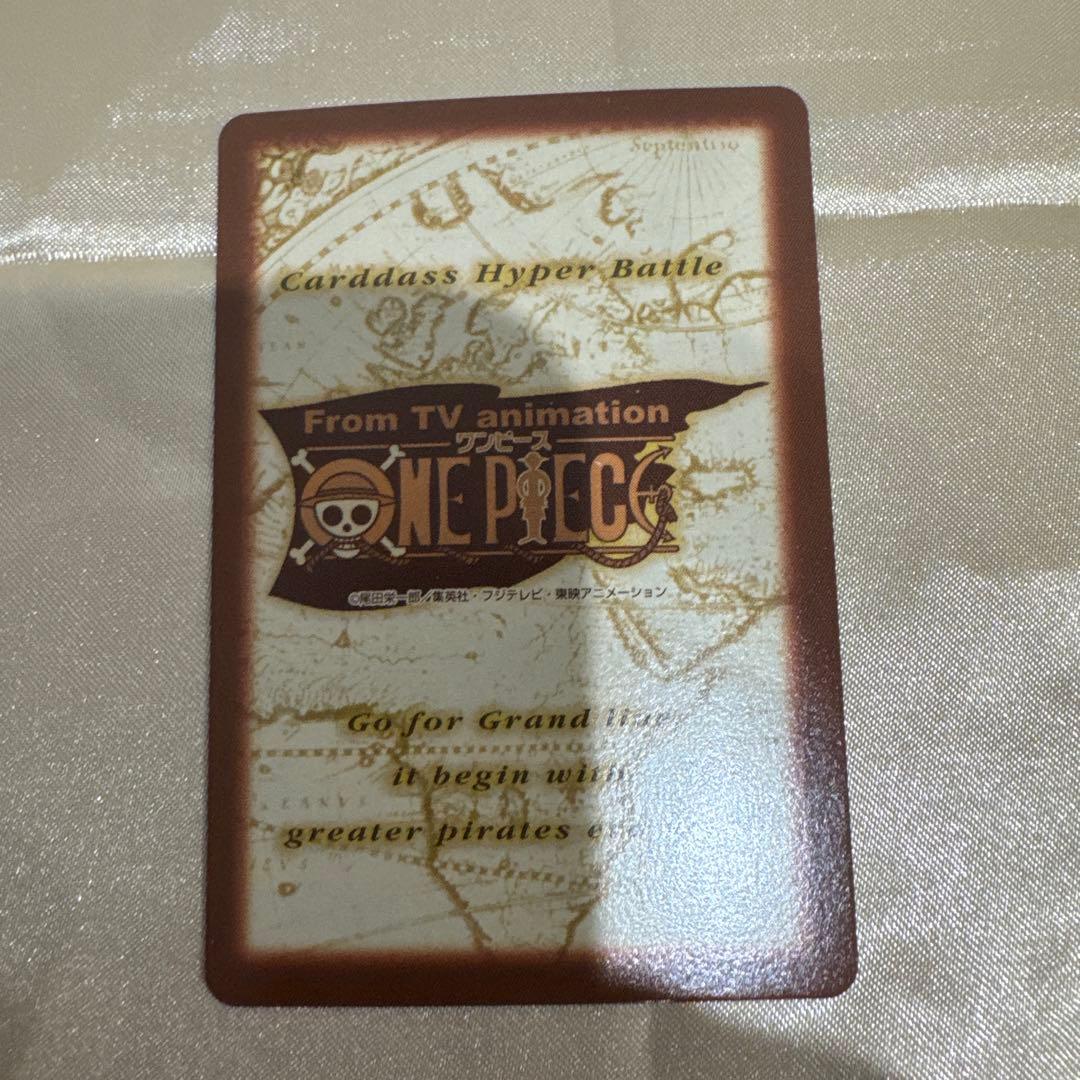 Septentrio
Carddass Hyper Battle
From TV animation
ワンピース
ONE PIECE
©尾田栄一郎／集英社・フジテレビ・東映アニメーション
Go for Grand line
it begin with
greater pirates